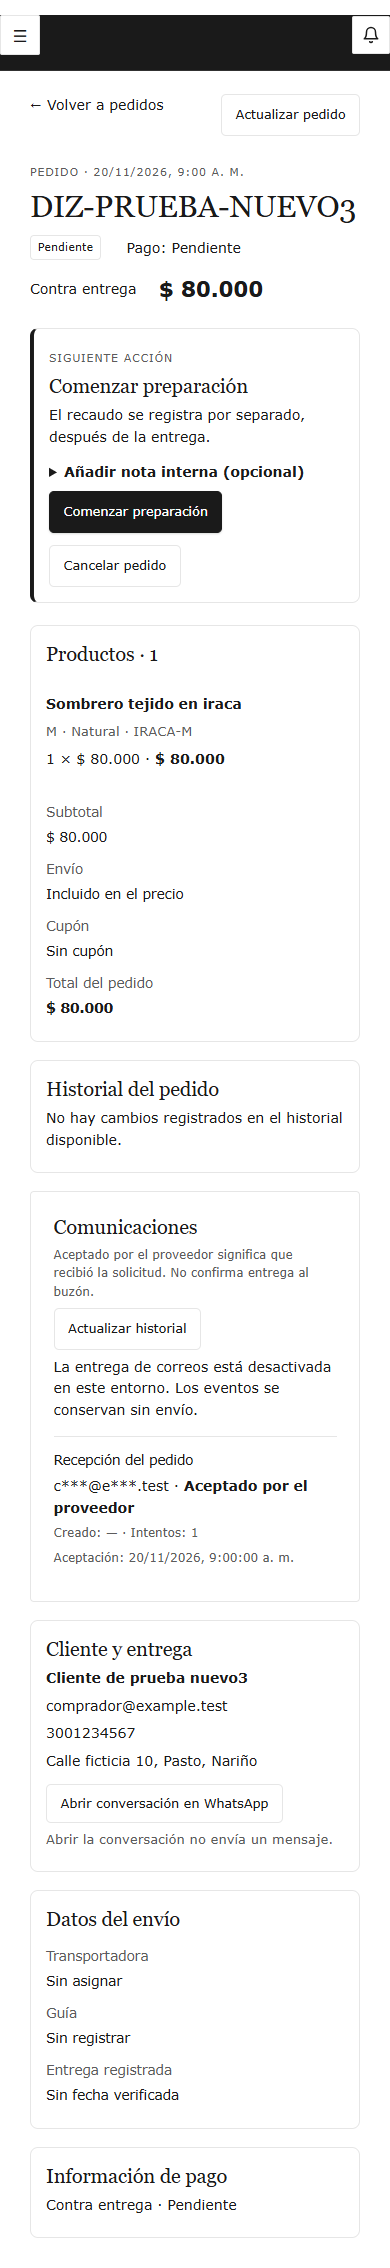 ☰
← Volver a pedidos
Actualizar pedido
PEDIDO · 20/11/2026, 9:00 A. M.
DIZ-PRUEBA-NUEVO3
Pendiente
Pago: Pendiente
Contra entrega
$ 80.000
SIGUIENTE ACCIÓN
Comenzar preparación
El recaudo se registra por separado,
después de la entrega.
▶ Añadir nota interna (opcional)
Comenzar preparación
Cancelar pedido
Productos · 1
Sombrero tejido en iraca
M · Natural · IRACA-M
1 × $ 80.000 · $ 80.000
Subtotal
$ 80.000
Envío
Incluido en el precio
Cupón
Sin cupón
Total del pedido
$ 80.000
Historial del pedido
No hay cambios registrados en el historial
disponible.
Comunicaciones
Aceptado por el proveedor significa que
recibió la solicitud. No confirma entrega al
buzón.
Actualizar historial
La entrega de correos está desactivada
en este entorno. Los eventos se
conservan sin envío.
Recepción del pedido
c***@e***.test · Aceptado por el
proveedor
Creado: — · Intentos: 1
Aceptación: 20/11/2026, 9:00:00 a. m.
Cliente y entrega
Cliente de prueba nuevo3
comprador@example.test
3001234567
Calle ficticia 10, Pasto, Nariño
Abrir conversación en WhatsApp
Abrir la conversación no envía un mensaje.
Datos del envío
Transportadora
Sin asignar
Guía
Sin registrar
Entrega registrada
Sin fecha verificada
Información de pago
Contra entrega · Pendiente